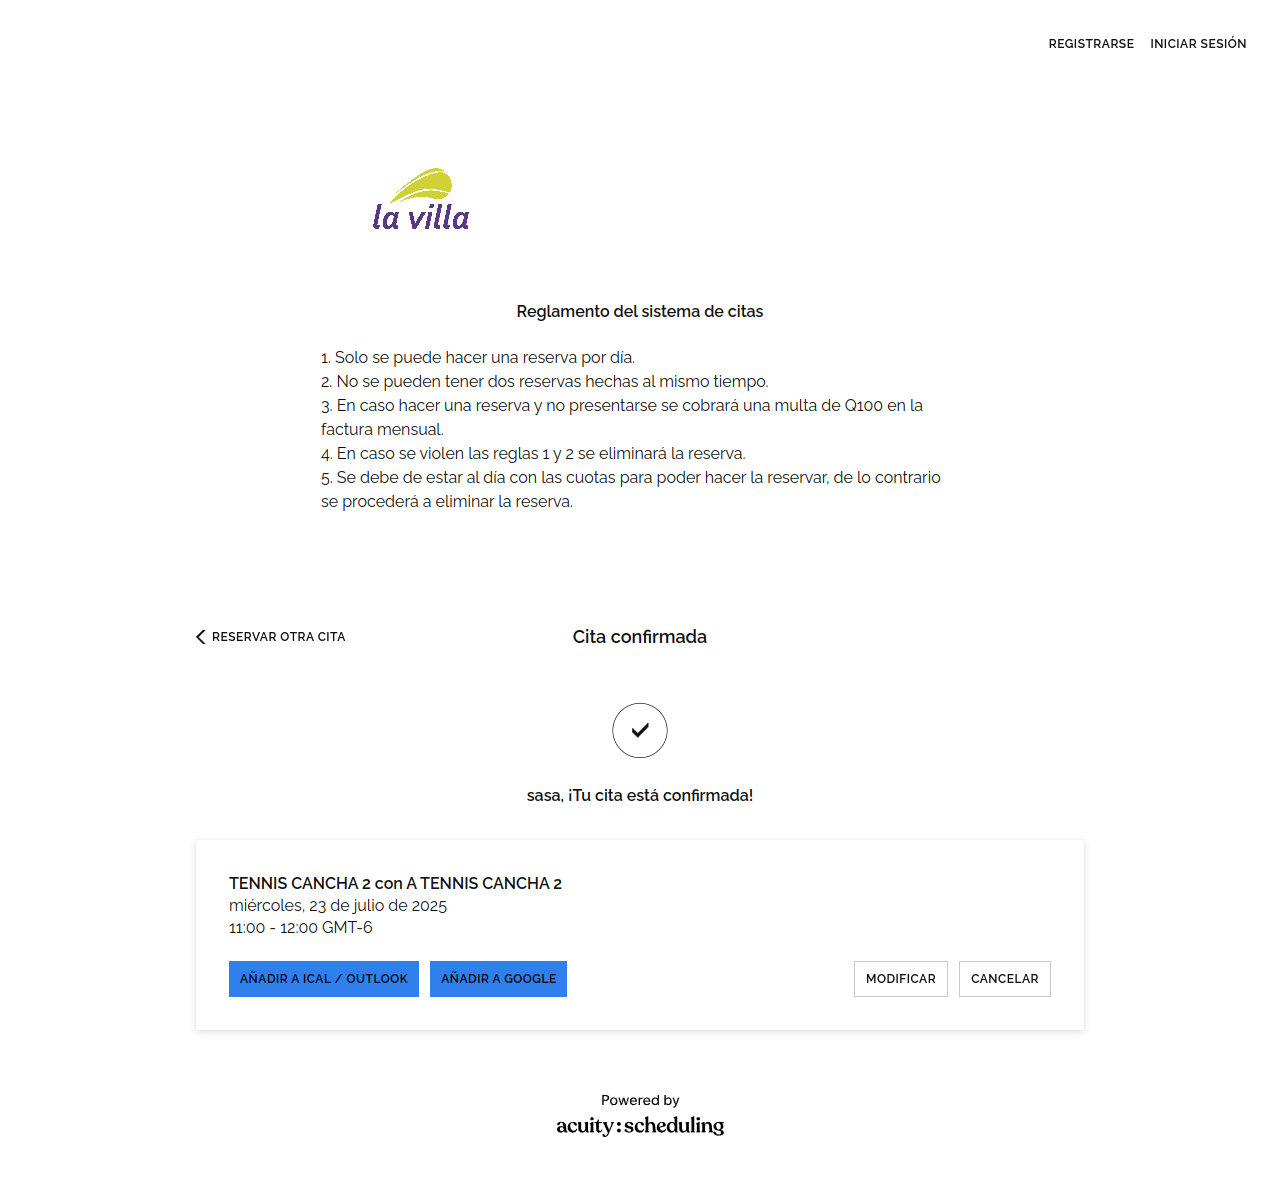 REGISTRARSE INICIAR SESIÓN
la villa
Reglamento del sistema de citas
1. Solo se puede hacer una reserva por día.
2. No se pueden tener dos reservas hechas al mismo tiempo.
3. En caso hacer una reserva y no presentarse se cobrará una multa de Q100 en la
factura mensual.
4. En caso se violen las reglas 1 y 2 se eliminará la reserva.
5. Se debe de estar al día con las cuotas para poder hacer la reservar, de lo contrario
se procederá a eliminar la reserva.
RESERVAR OTRA CITA
Cita confirmada
sasa, ¡Tu cita está confirmada!
TENNIS CANCHA 2 con A TENNIS CANCHA 2
miércoles, 23 de julio de 2025
11:00 - 12:00 GMT-6
AÑADIR A ICAL / OUTLOOK AÑADIR A GOOGLE MODIFICAR CANCELAR
Powered by
acuity:scheduling